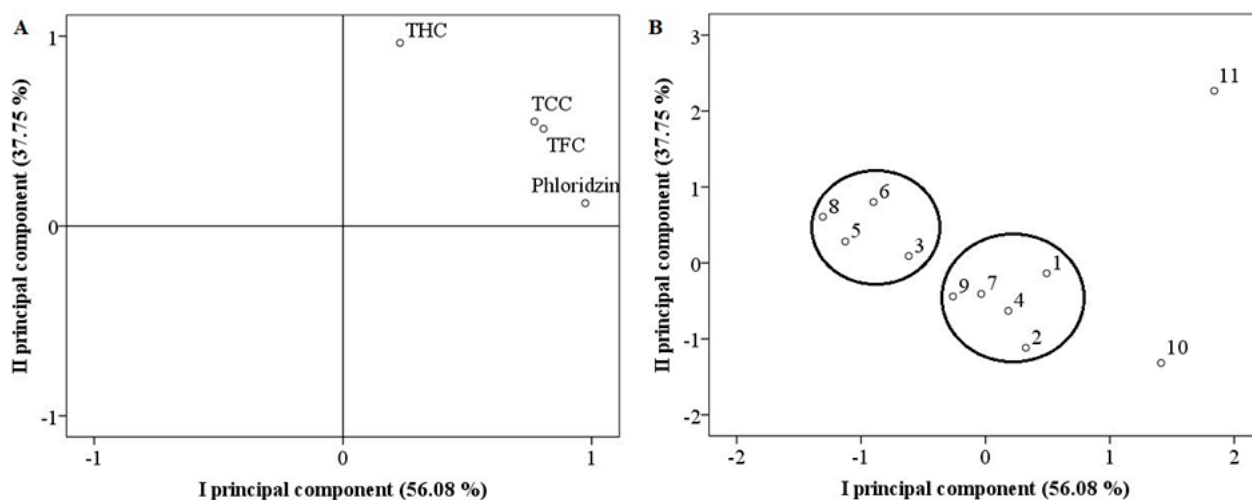 A
THC
TCC
TFC
Phloridzin
1
0
-1
-1
0
1
II principal component (37.75 %)
I principal component (56.08 %)
B
11
6
8
5
3
1
9
7
4
2
10
3
2
1
0
-1
-2
-2
-1
0
1
2
II principal component (37.75 %)
I principal component (56.08 %)